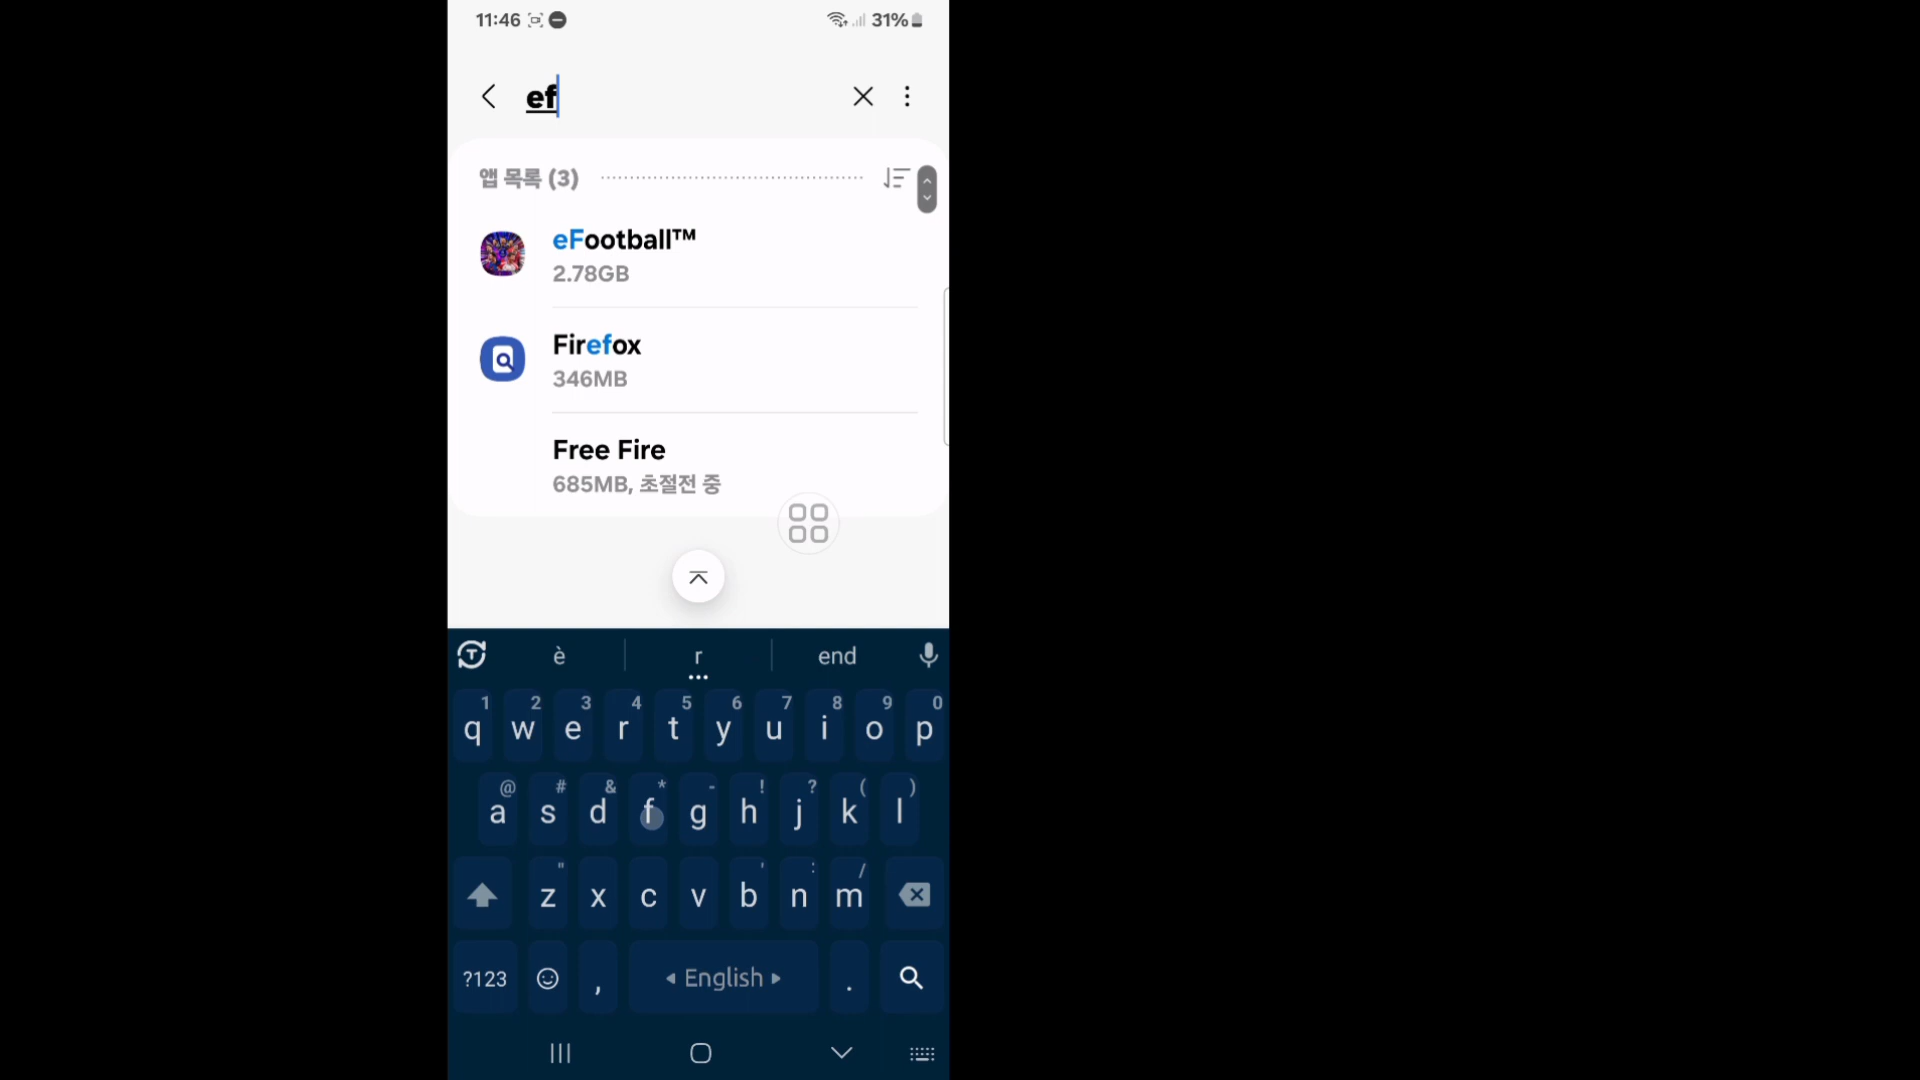 11:46
31%
ef
앱 목록 (3)
eFootball™
2.78GB
Firefox
346MB
Free Fire
685MB, 초절전 중
è
r
end
1 2 3 4 5 6 7 8 9 0
q w e r t y u i o p
@ # & * - ! ? ( )
a s d f g h j k l
" ' : /
z x c v b n m
?123 , English .